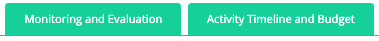 Monitoring and Evaluation
Activity Timeline and Budget